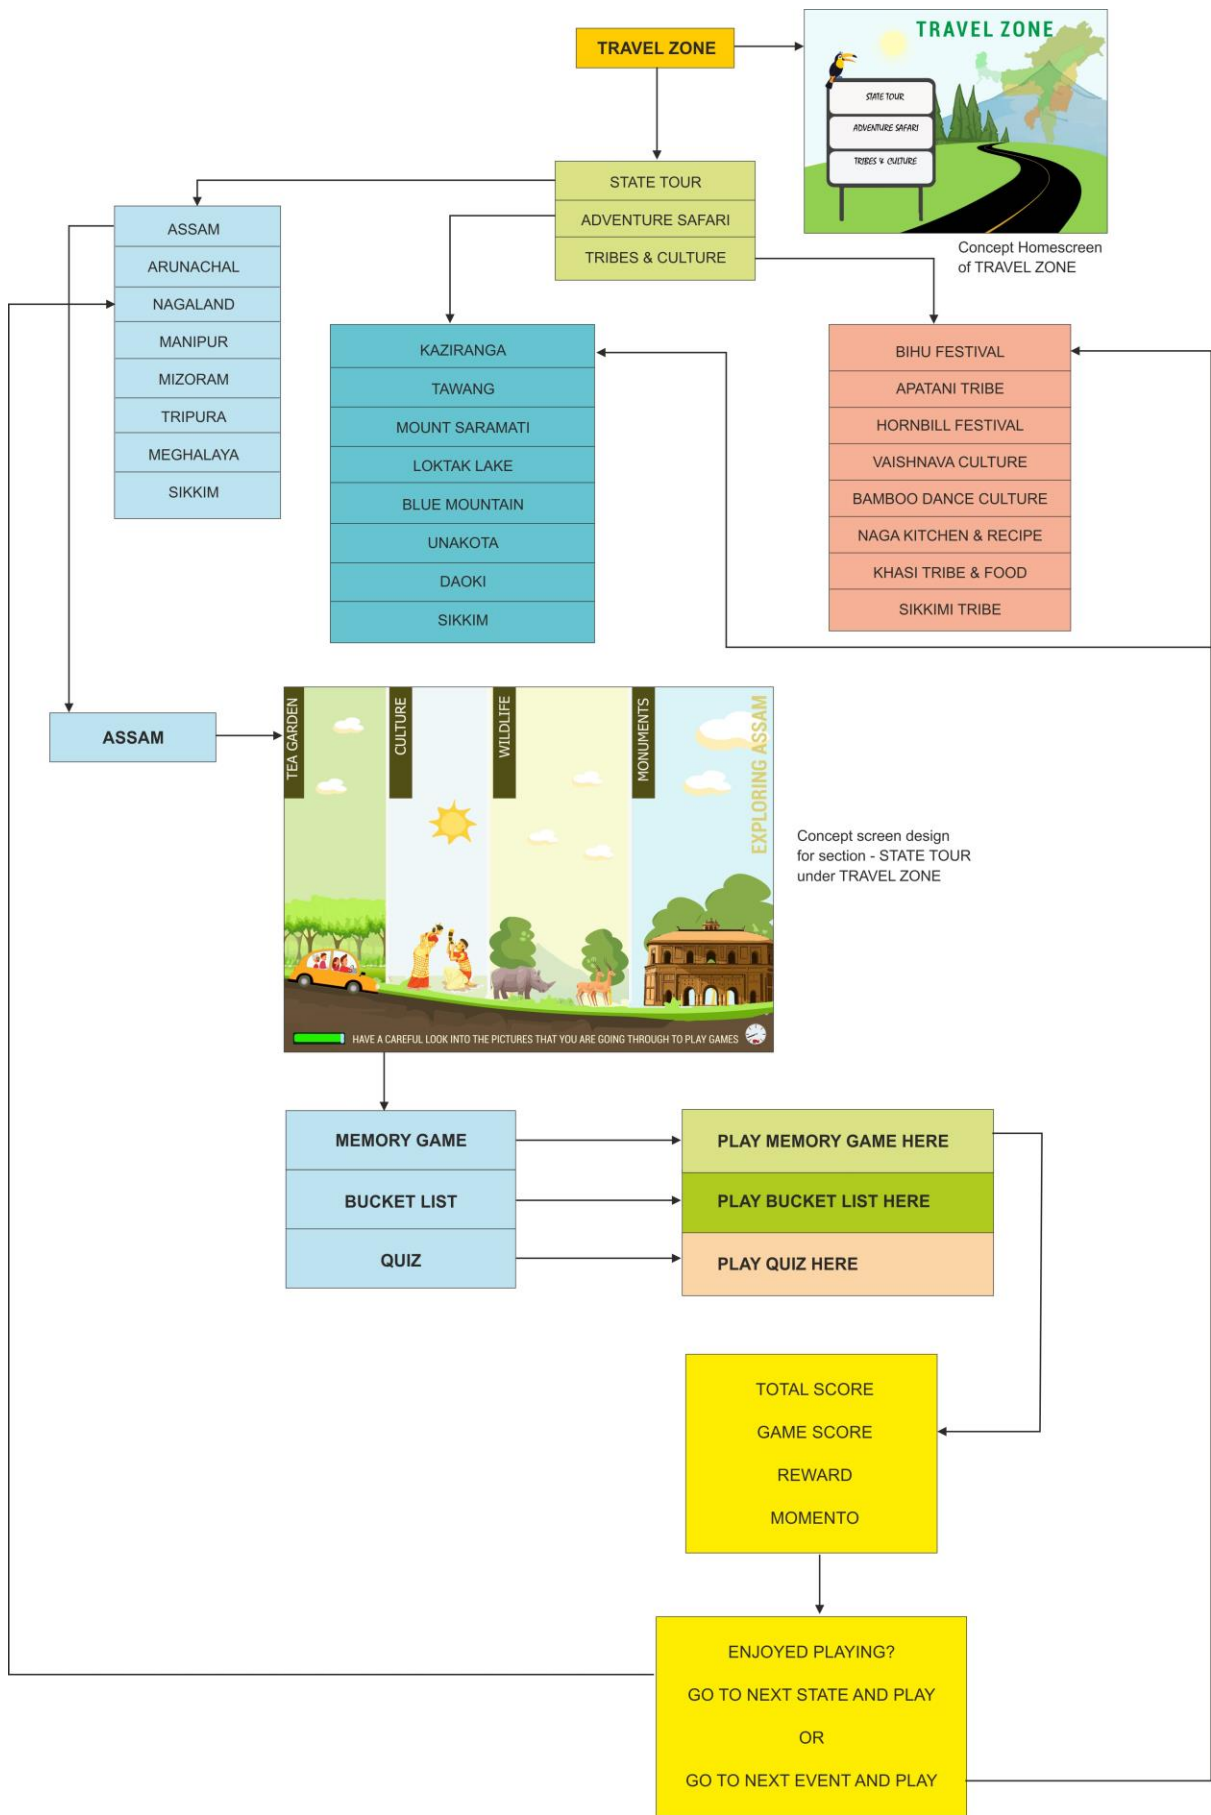 TRAVEL ZONE
TRAVEL ZONE
STATE TOUR
ADVENTURE SAFARI
TRIBES & CULTURE
Concept Homescreen
of TRAVEL ZONE
STATE TOUR
ADVENTURE SAFARI
TRIBES & CULTURE
ASSAM
ARUNACHAL
NAGALAND
MANIPUR
MIZORAM
TRIPURA
MEGHALAYA
SIKKIM
KAZIRANGA
TAWANG
MOUNT SARAMATI
LOKTAK LAKE
BLUE MOUNTAIN
UNAKOTA
DAOKI
SIKKIM
BIHU FESTIVAL
APATANI TRIBE
HORNBILL FESTIVAL
VAISHNAVA CULTURE
BAMBOO DANCE CULTURE
NAGA KITCHEN & RECIPE
KHASI TRIBE & FOOD
SIKKIMI TRIBE
ASSAM
TEA GARDEN
CULTURE
WILDLIFE
MONUMENTS
EXPLORING ASSAM
HAVE A CAREFUL LOOK INTO THE PICTURES THAT YOU ARE GOING THROUGH TO PLAY GAMES
Concept screen design
for section - STATE TOUR
under TRAVEL ZONE
MEMORY GAME
BUCKET LIST
QUIZ
PLAY MEMORY GAME HERE
PLAY BUCKET LIST HERE
PLAY QUIZ HERE
TOTAL SCORE
GAME SCORE
REWARD
MOMENTO
ENJOYED PLAYING?
GO TO NEXT STATE AND PLAY
OR
GO TO NEXT EVENT AND PLAY